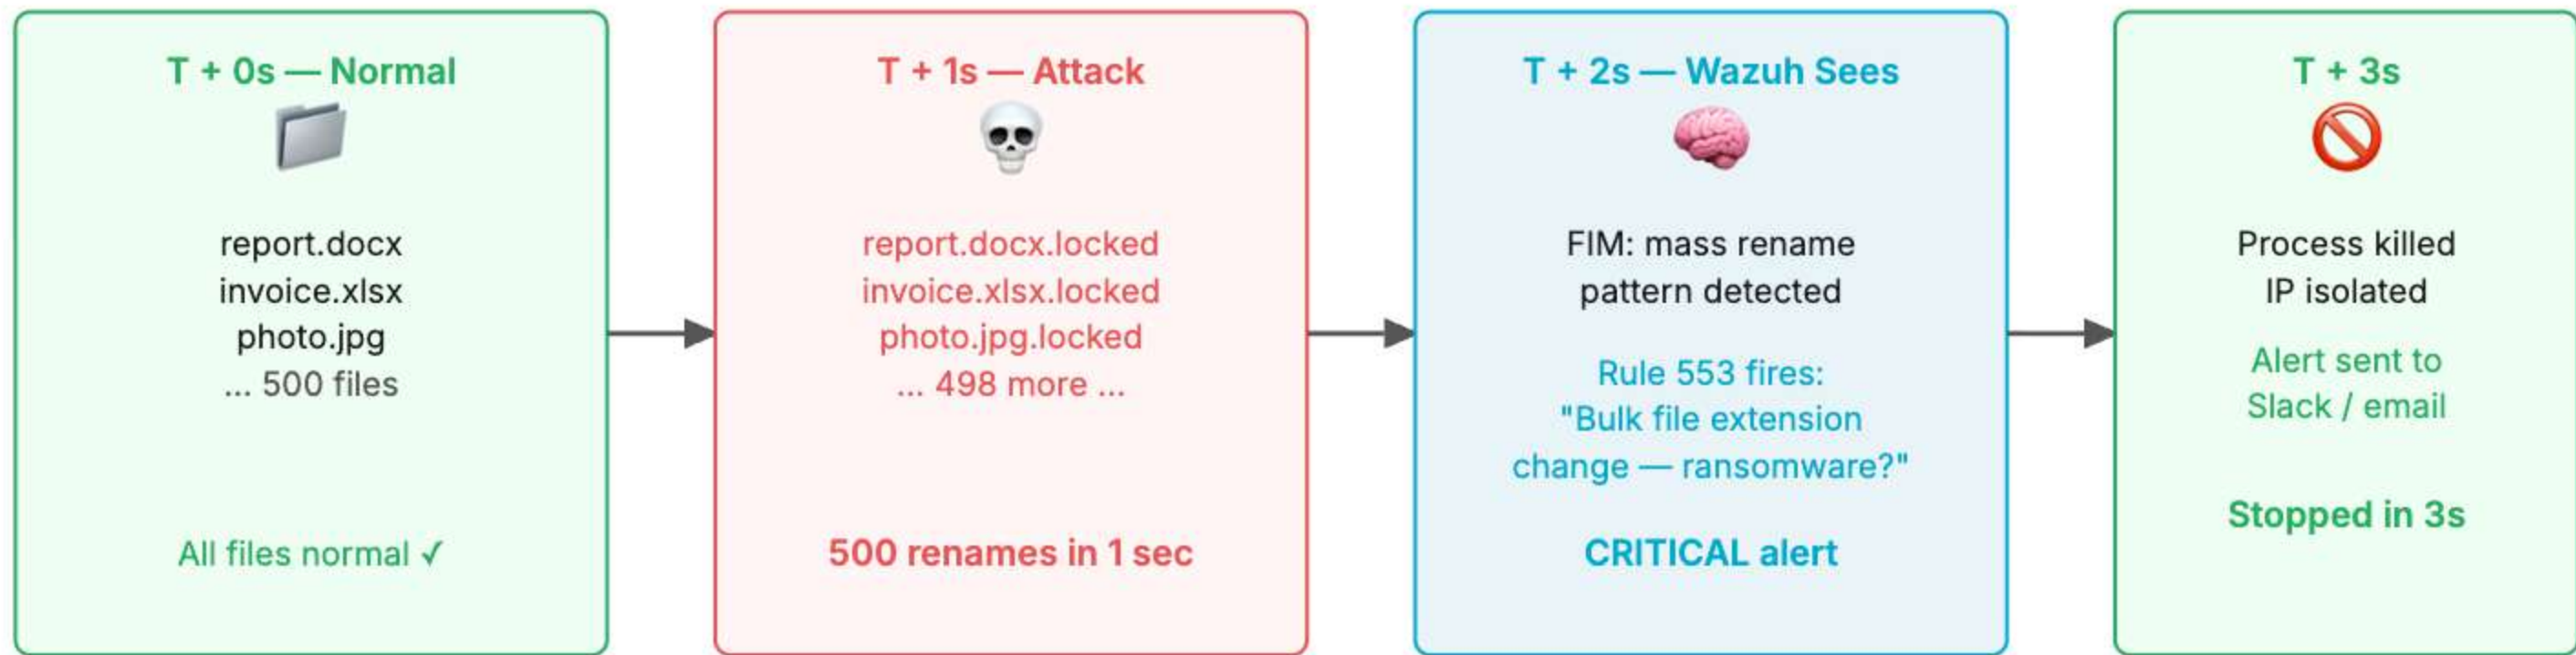 T + 0s — Normal
report.docx
invoice.xlsx
photo.jpg
... 500 files
All files normal ✓
T + 1s — Attack
report.docx.locked
invoice.xlsx.locked
photo.jpg.locked
... 498 more ...
500 renames in 1 sec
T + 2s — Wazuh Sees
FIM: mass rename
pattern detected
Rule 553 fires:
"Bulk file extension
change — ransomware?"
CRITICAL alert
T + 3s
Process killed
IP isolated
Alert sent to
Slack / email
Stopped in 3s